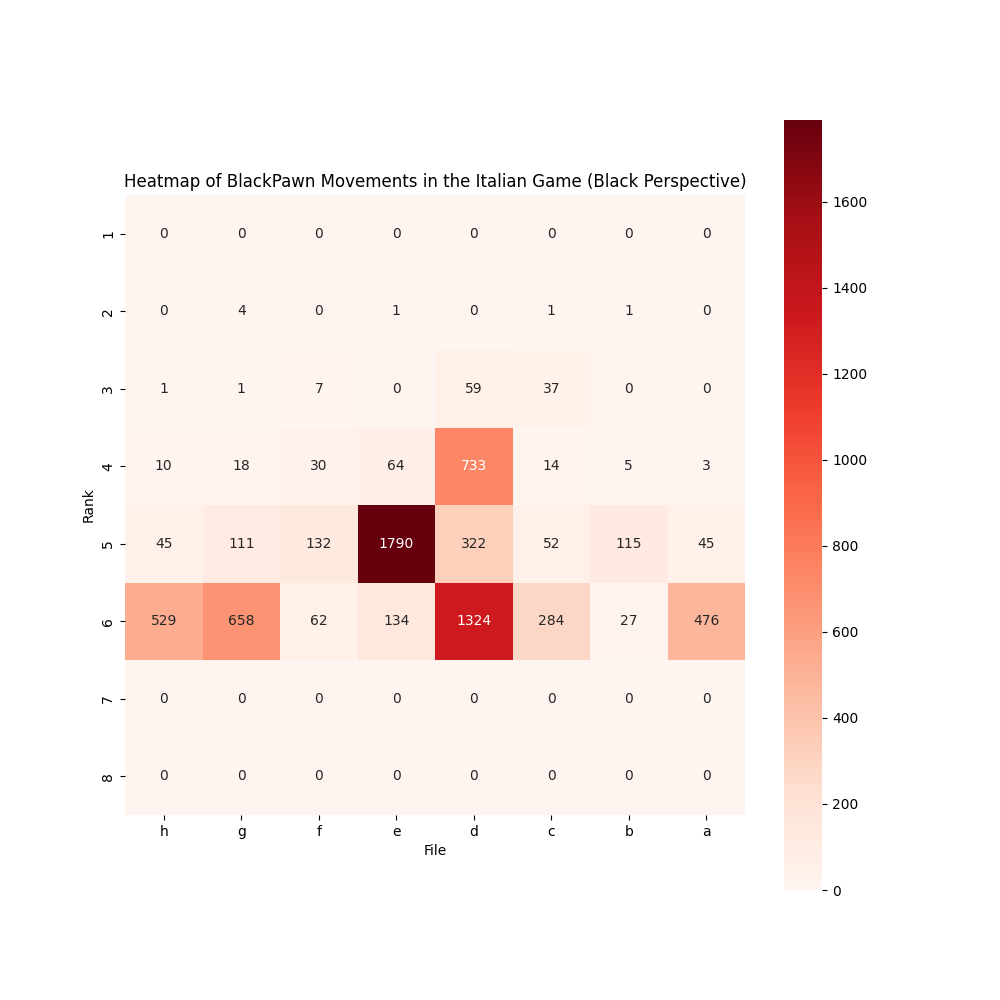 Heatmap of BlackPawn Movements in the Italian Game (Black Perspective)
1 0 0 0 0 0 0 0 0
2 0 4 0 1 0 1 1 0
3 1 1 7 0 59 37 0 0
4 10 18 30 64 733 14 5 3
5 45 111 132 1790 322 52 115 45
6 529 658 62 134 1324 284 27 476
7 0 0 0 0 0 0 0 0
8 0 0 0 0 0 0 0 0
Rank
h g f e d c b a
File
1600
1400
1200
1000
800
600
400
200
0